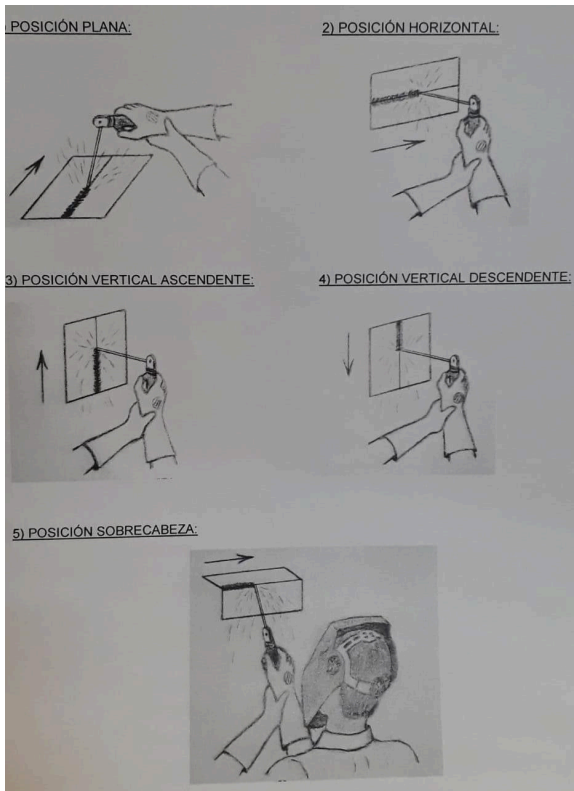 ) POSICIÓN PLANA:
2) POSICIÓN HORIZONTAL:
3) POSICIÓN VERTICAL ASCENDENTE:
4) POSICIÓN VERTICAL DESCENDENTE:
5) POSICIÓN SOBRECABEZA: